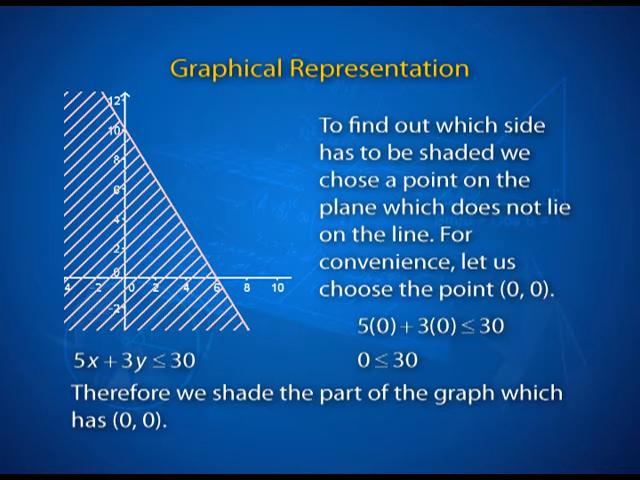 Graphical Representation
To find out which side
has to be shaded we
chose a point on the
plane which does not lie
on the line. For
convenience, let us
choose the point (0, 0).
5(0) + 3(0) ≤ 30
0 ≤ 30
12
10
8
6
4
2
0
4 -2 0 2 4 6 8 10
-2
5x + 3y ≤ 30
Therefore we shade the part of the graph which
has (0, 0).